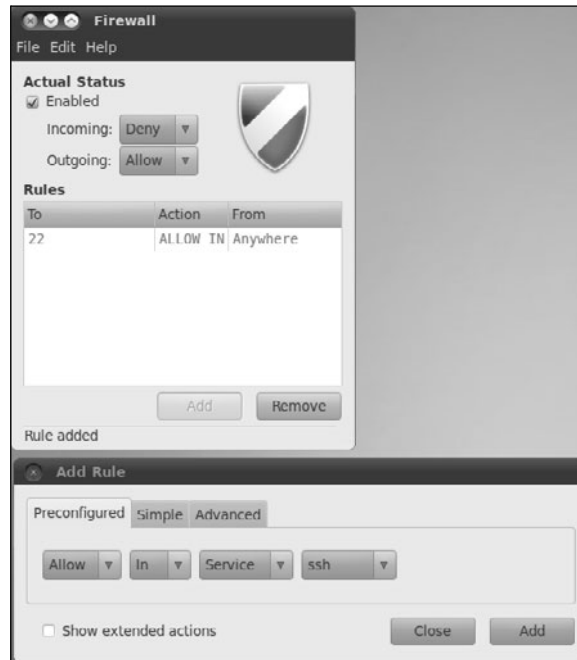 Firewall
File Edit Help
Actual Status
Enabled
Incoming: Deny
Outgoing: Allow
Rules
To Action From
22 ALLOW IN Anywhere
Add Remove
Rule added
Add Rule
Preconfigured Simple Advanced
Allow In Service ssh
Show extended actions Close Add